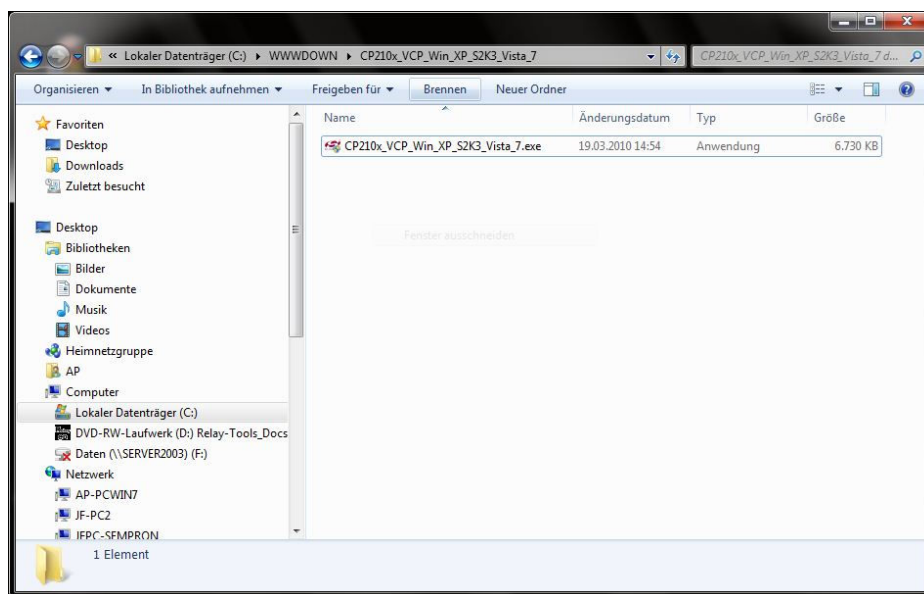 « Lokaler Datenträger (C:) ▸ WWWDOWN ▸ CP210x_VCP_Win_XP_S2K3_Vista_7
CP210x_VCP_Win_XP_S2K3_Vista_7 d...
Organisieren In Bibliothek aufnehmen Freigeben für Brennen Neuer Ordner
Name Änderungsdatum Typ Größe
CP210x_VCP_Win_XP_S2K3_Vista_7.exe 19.03.2010 14:54 Anwendung 6.730 KB
Fenster ausschneiden
Favoriten
Desktop
Downloads
Zuletzt besucht
Desktop
Bibliotheken
Bilder
Dokumente
Musik
Videos
Heimnetzgruppe
AP
Computer
Lokaler Datenträger (C:)
DVD-RW-Laufwerk (D:) Relay-Tools_Docs
Daten (\\SERVER2003) (F:)
Netzwerk
AP-PCWIN7
JF-PC2
JFPC-SEMPRON
1 Element